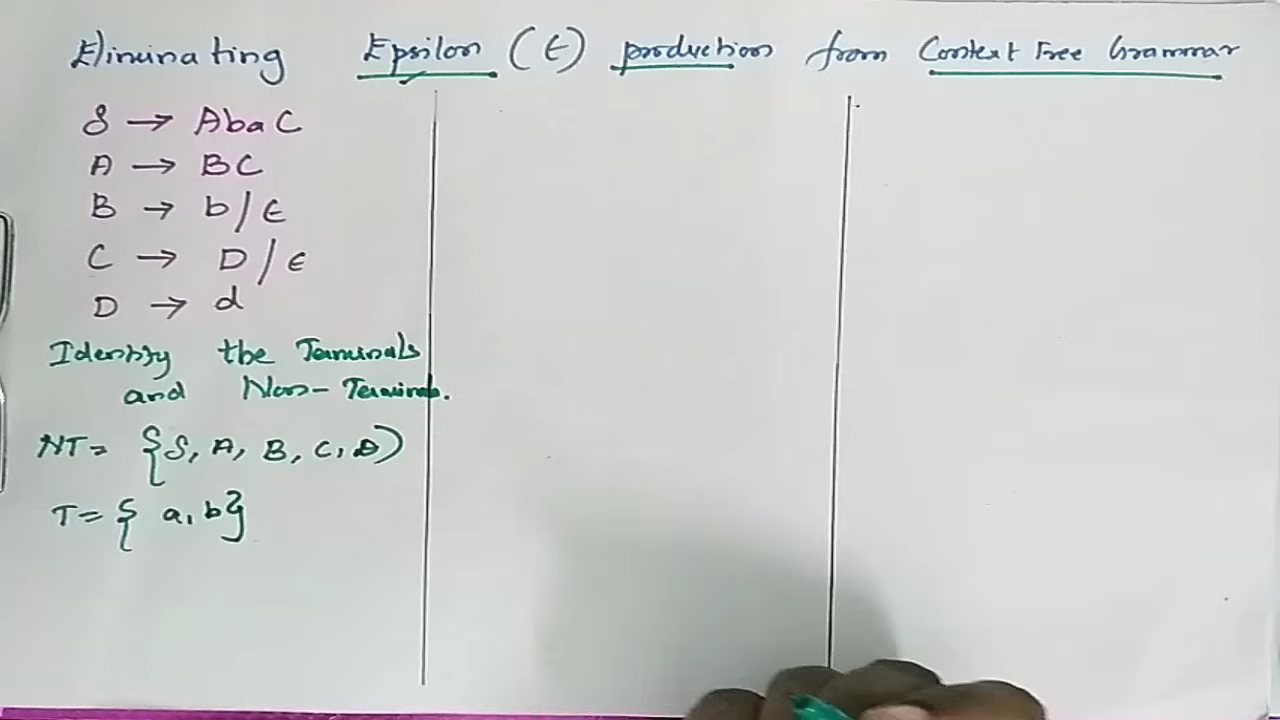 Eliminating Epsilon (ϵ) production from Context Free Grammar
S → AbaC
A → BC
B → b/ϵ
C → D/ϵ
D → d
Identify the Terminals
and Non-Terminals.
NT = {S, A, B, C, D)
T = { a, b}